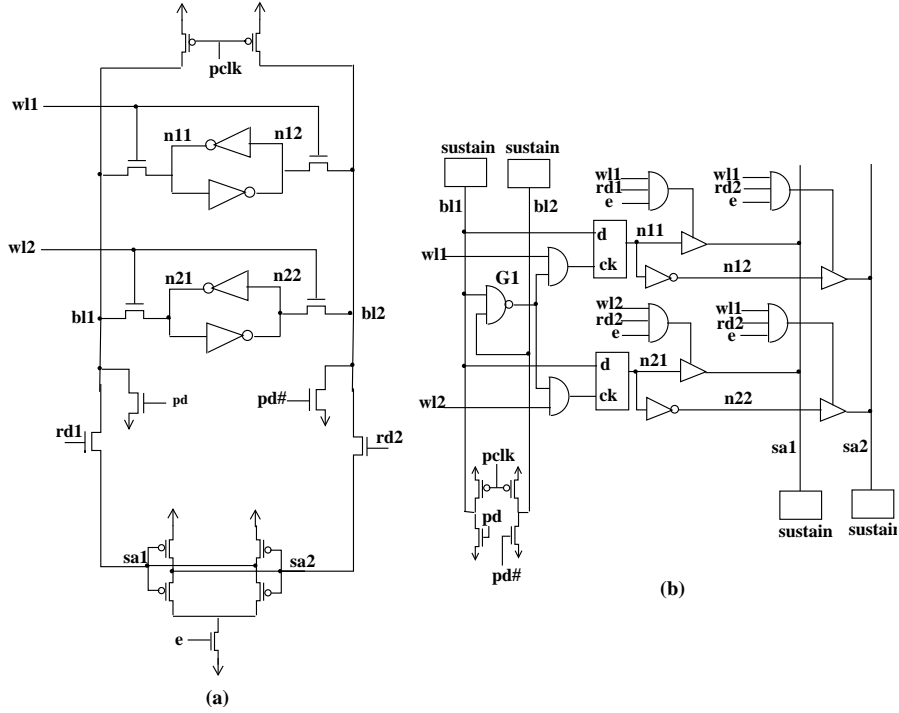 pclk
wl1
n11
n12
wl2
n21
n22
bl1
bl2
pd
pd#
rd1
rd2
sa1
sa2
e
(a)
sustain
sustain
bl1
bl2
wl1
rd1
e
wl1
rd2
e
d
n11
wl1
ck
n12
G1
wl2
rd2
e
wl1
rd2
e
d
n21
ck
wl2
n22
pclk
sa1
sa2
pd
pd#
sustain
sustain
(b)